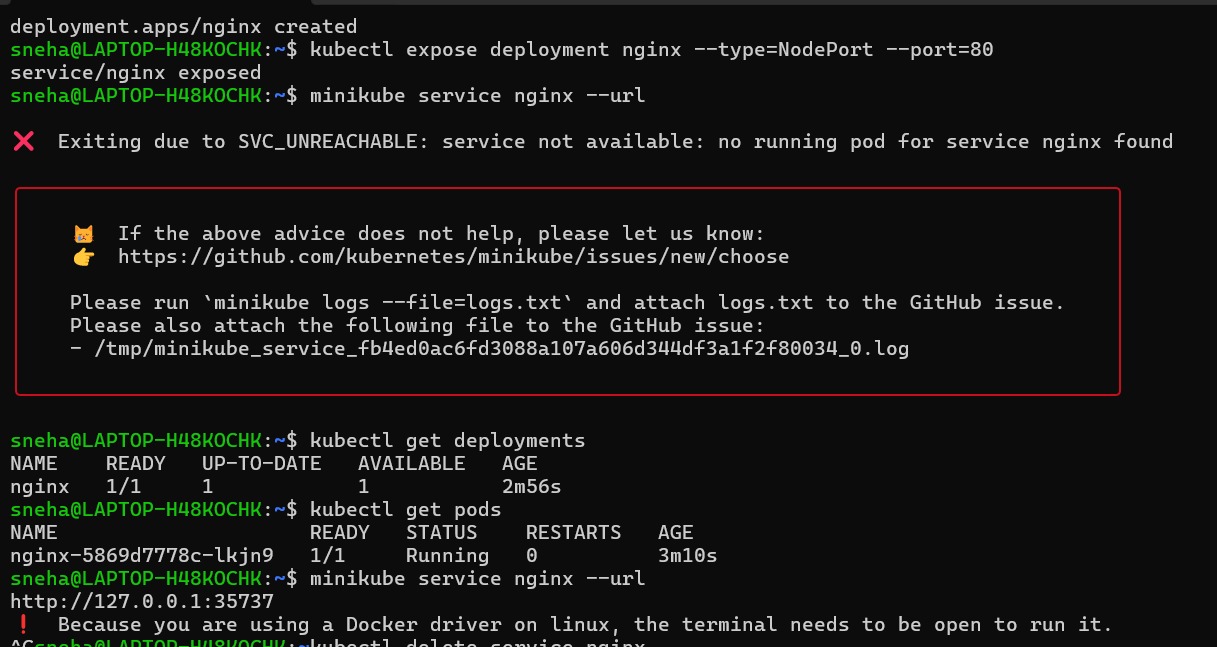 deployment.apps/nginx created
sneha@LAPTOP-H48KOCHK:~$ kubectl expose deployment nginx --type=NodePort --port=80
service/nginx exposed
sneha@LAPTOP-H48KOCHK:~$ minikube service nginx --url
❌  Exiting due to SVC_UNREACHABLE: service not available: no running pod for service nginx found
😿  If the above advice does not help, please let us know:
👉  https://github.com/kubernetes/minikube/issues/new/choose
Please run `minikube logs --file=logs.txt` and attach logs.txt to the GitHub issue.
Please also attach the following file to the GitHub issue:
- /tmp/minikube_service_fb4ed0ac6fd3088a107a606d344df3a1f2f80034_0.log
sneha@LAPTOP-H48KOCHK:~$ kubectl get deployments
NAME    READY   UP-TO-DATE   AVAILABLE   AGE
nginx   1/1     1            1           2m56s
sneha@LAPTOP-H48KOCHK:~$ kubectl get pods
NAME                     READY   STATUS    RESTARTS   AGE
nginx-5869d7778c-lkjn9   1/1     Running   0          3m10s
sneha@LAPTOP-H48KOCHK:~$ minikube service nginx --url
http://127.0.0.1:35737
❗  Because you are using a Docker driver on linux, the terminal needs to be open to run it.
^Csneha@LAPTOP-H48KOCHK:~kubectl delete service nginx